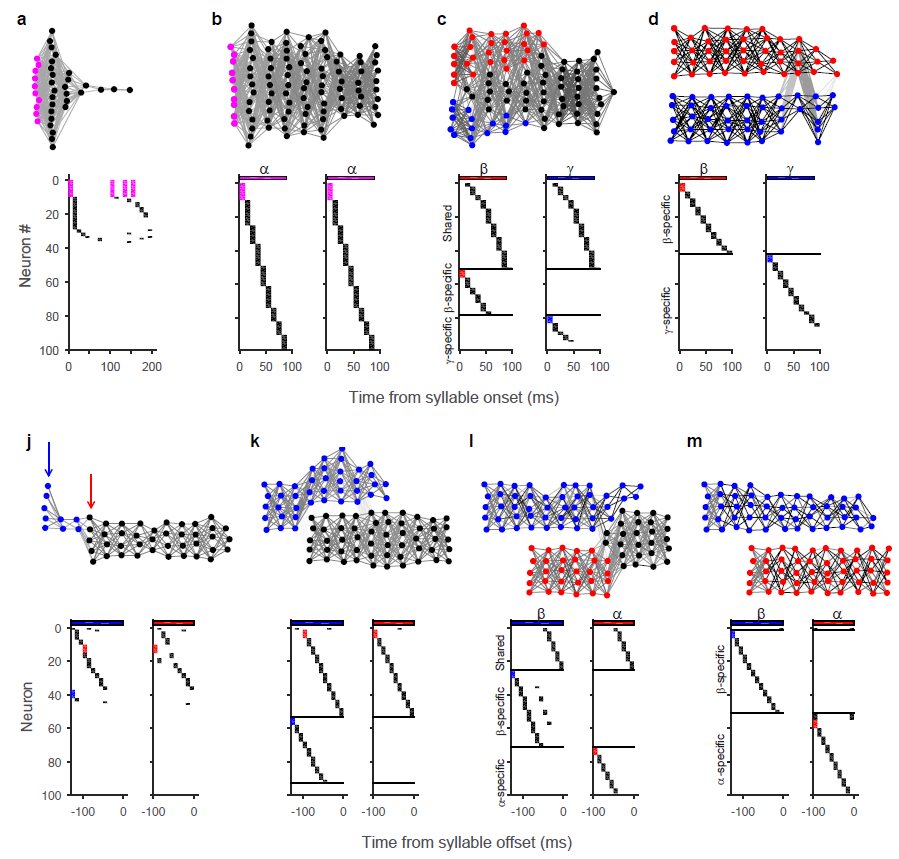 a b c d
α α β γ β γ
0
20
40
60
80
100
Neuron #
0 100 200
0 50 100
0 50 100
Shared
β-specific
γ-specific
0 50 100
0 50 100
β-specific
γ-specific
0 50 100
0 50 100
Time from syllable onset (ms)
j k l m
β α β α
0
20
40
60
80
100
Neuron
-100 0
-100 0
-100 0
-100 0
Shared
β-specific
α-specific
-100 0
-100 0
β-specific
α-specific
-100 0
-100 0
Time from syllable offset (ms)